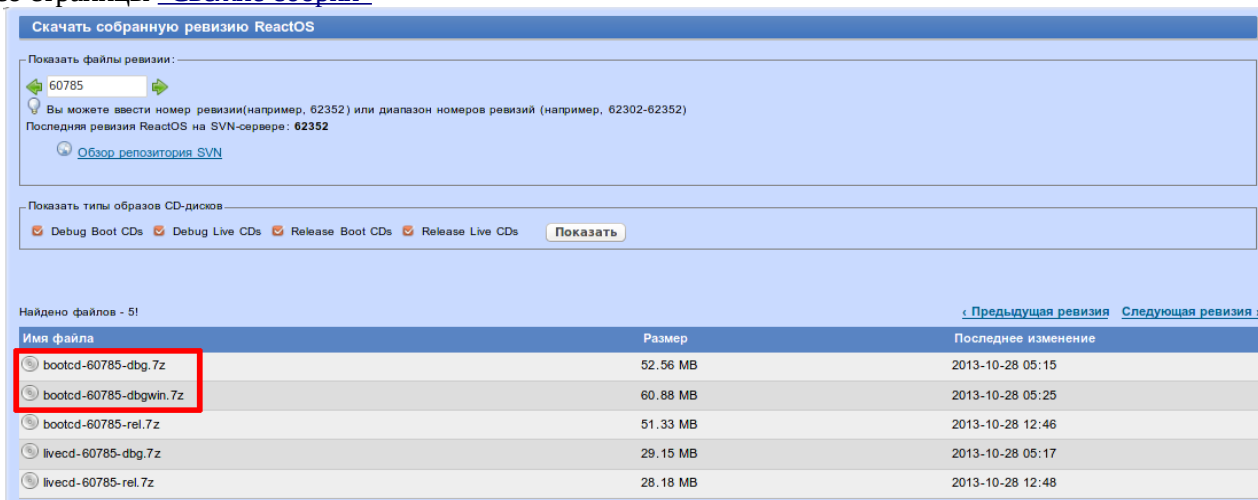 Скачать собранную ревизию ReactOS
Показать файлы ревизии:
60785
Вы можете ввести номер ревизии(например, 62352) или диапазон номеров ревизий (например, 62302-62352)
Последняя ревизия ReactOS на SVN-сервере: 62352
Обзор репозитория SVN
Показать типы образов CD-дисков
Debug Boot CDs Debug Live CDs Release Boot CDs Release Live CDs Показать
Найдено файлов - 5! ‹ Предыдущая ревизия Следующая ревизия ›
Имя файла Размер Последнее изменение
bootcd-60785-dbg.7z 52.56 MB 2013-10-28 05:15
bootcd-60785-dbgwin.7z 60.88 MB 2013-10-28 05:25
bootcd-60785-rel.7z 51.33 MB 2013-10-28 12:46
livecd-60785-dbg.7z 29.15 MB 2013-10-28 05:17
livecd-60785-rel.7z 28.18 MB 2013-10-28 12:48